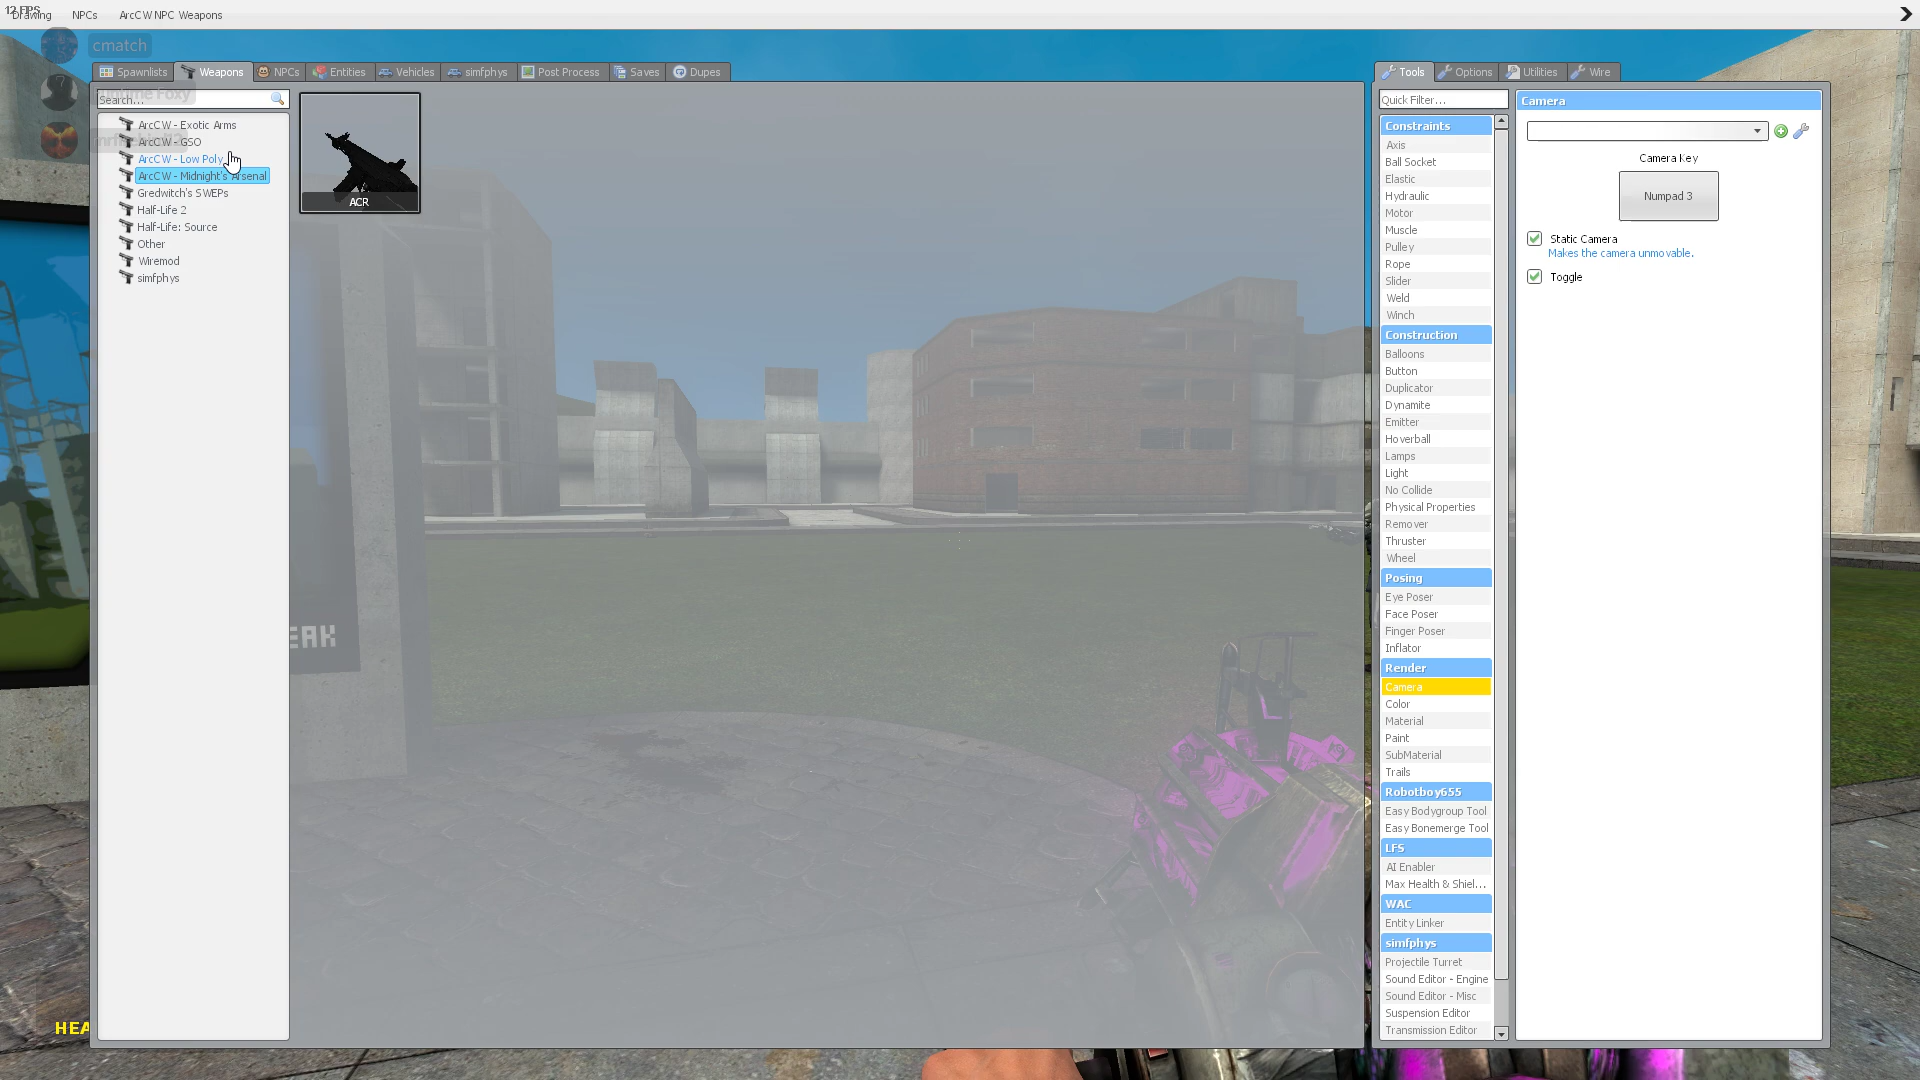 12 FPS
Drawing
NPCs
ArcCW NPC Weapons
cmatch
Spawnlists
Weapons
NPCs
Entities
Vehicles
simfphys
Post Process
Saves
Dupes
Tools
Options
Utilities
Wire
Foxy
Search...
ArcCW - Exotic Arms
ArcCW - GSO
ArcCW - Low Poly
ArcCW - Midnight's Arsenal
Gredwitch's SWEPs
Half-Life 2
Half-Life: Source
Other
Wiremod
simfphys
ACR
EAK
HEA
Quick Filter...
Constraints
Axis
Ball Socket
Elastic
Hydraulic
Motor
Muscle
Pulley
Rope
Slider
Weld
Winch
Construction
Balloons
Button
Duplicator
Dynamite
Emitter
Hoverball
Lamps
Light
No Collide
Physical Properties
Remover
Thruster
Wheel
Posing
Eye Poser
Face Poser
Finger Poser
Inflator
Render
Camera
Color
Material
Paint
SubMaterial
Trails
Robotboy655
Easy Bodygroup Tool
Easy Bonemerge Tool
LFS
AI Enabler
Max Health & Shiel...
WAC
Entity Linker
simfphys
Projectile Turret
Sound Editor - Engine
Sound Editor - Misc
Suspension Editor
Transmission Editor
Camera
Camera Key
Numpad 3
Static Camera
Makes the camera unmovable.
Toggle